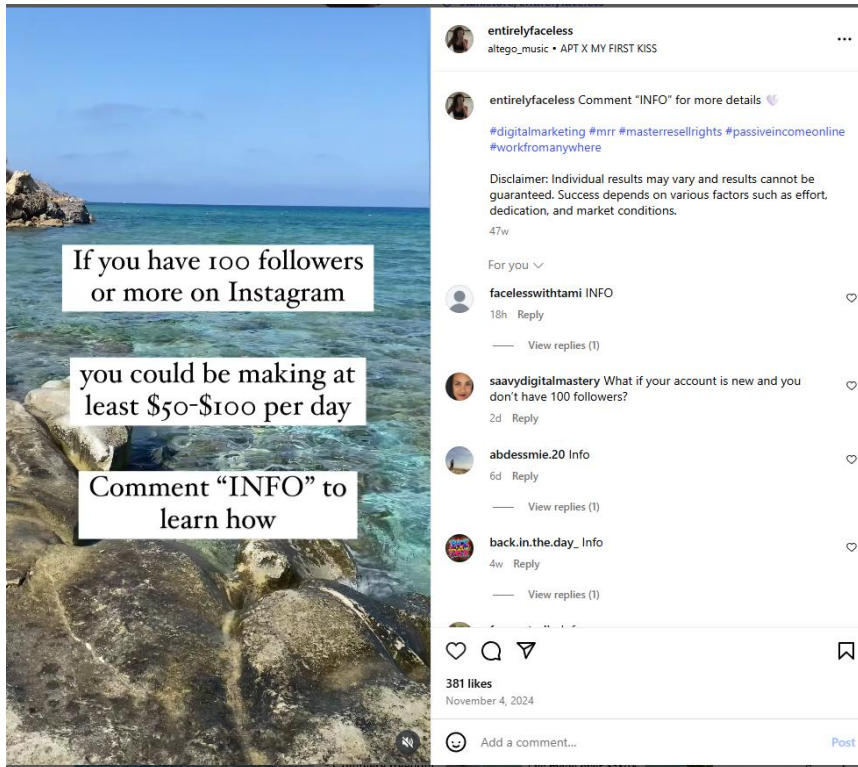 If you have 100 followers
or more on Instagram
you could be making at
least $50-$100 per day
Comment “INFO” to
learn how
entirelyfaceless
altego_music • APT X MY FIRST KISS
entirelyfaceless Comment “INFO” for more details
#digitalmarketing #mrr #masterresellrights #passiveincomeonline
#workfromanywhere
Disclaimer: Individual results may vary and results cannot be
guaranteed. Success depends on various factors such as effort,
dedication, and market conditions.
47w
For you
facelesswithtami INFO
18h Reply
View replies (1)
saavydigitalmastery What if your account is new and you
don’t have 100 followers?
2d Reply
abdessmie.20 Info
6d Reply
View replies (1)
back.in.the.day_ Info
4w Reply
View replies (1)
381 likes
November 4, 2024
Add a comment...
Post